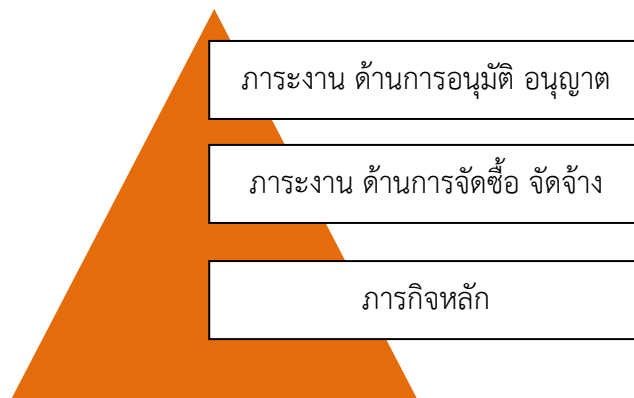 ภาระงาน ด้านการอนุมัติ อนุญาต
ภาระงาน ด้านการจัดซื้อ จัดจ้าง
ภารกิจหลัก